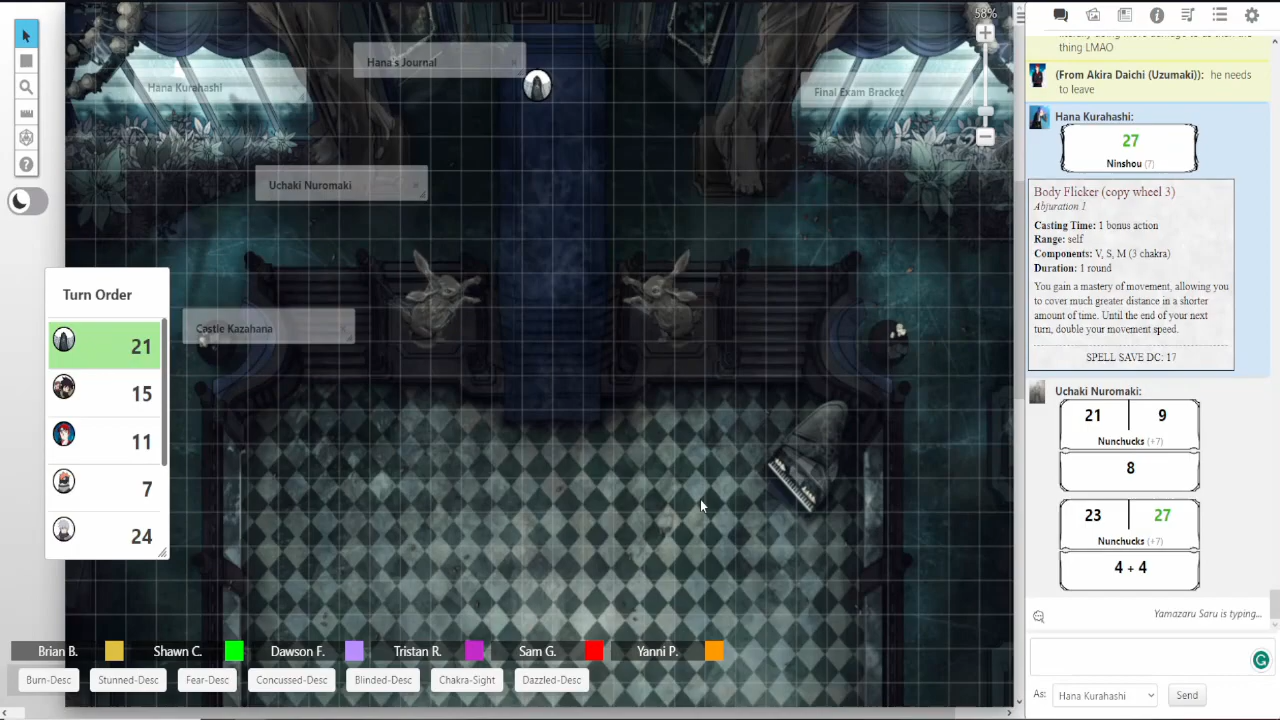 58%
Hana's Journal
Hana Kurahashi
Final Exam Bracket
Uchaki Nuromaki
Castle Kazahana
Turn Order
21
15
11
7
24
Brian B.
Shawn C.
Dawson F.
Tristan R.
Sam G.
Yanni P.
Burn-Desc
Stunned-Desc
Fear-Desc
Concussed-Desc
Blinded-Desc
Chakra-Sight
Dazzled-Desc
thing LMAO
(From Akira Daichi (Uzumaki)): he needs
to leave
Hana Kurahashi:
27
Ninshou (7)
Body Flicker (copy wheel 3)
Abjuration 1
Casting Time: 1 bonus action
Range: self
Components: V, S, M (3 chakra)
Duration: 1 round
You gain a mastery of movement, allowing you
to cover much greater distance in a shorter
amount of time. Until the end of your next
turn, double your movement speed.
SPELL SAVE DC: 17
Uchaki Nuromaki:
21 9
Nunchucks (+7)
8
23 27
Nunchucks (+7)
4 + 4
Yamazaru Saru is typing...
As:
Hana Kurahashi
Send